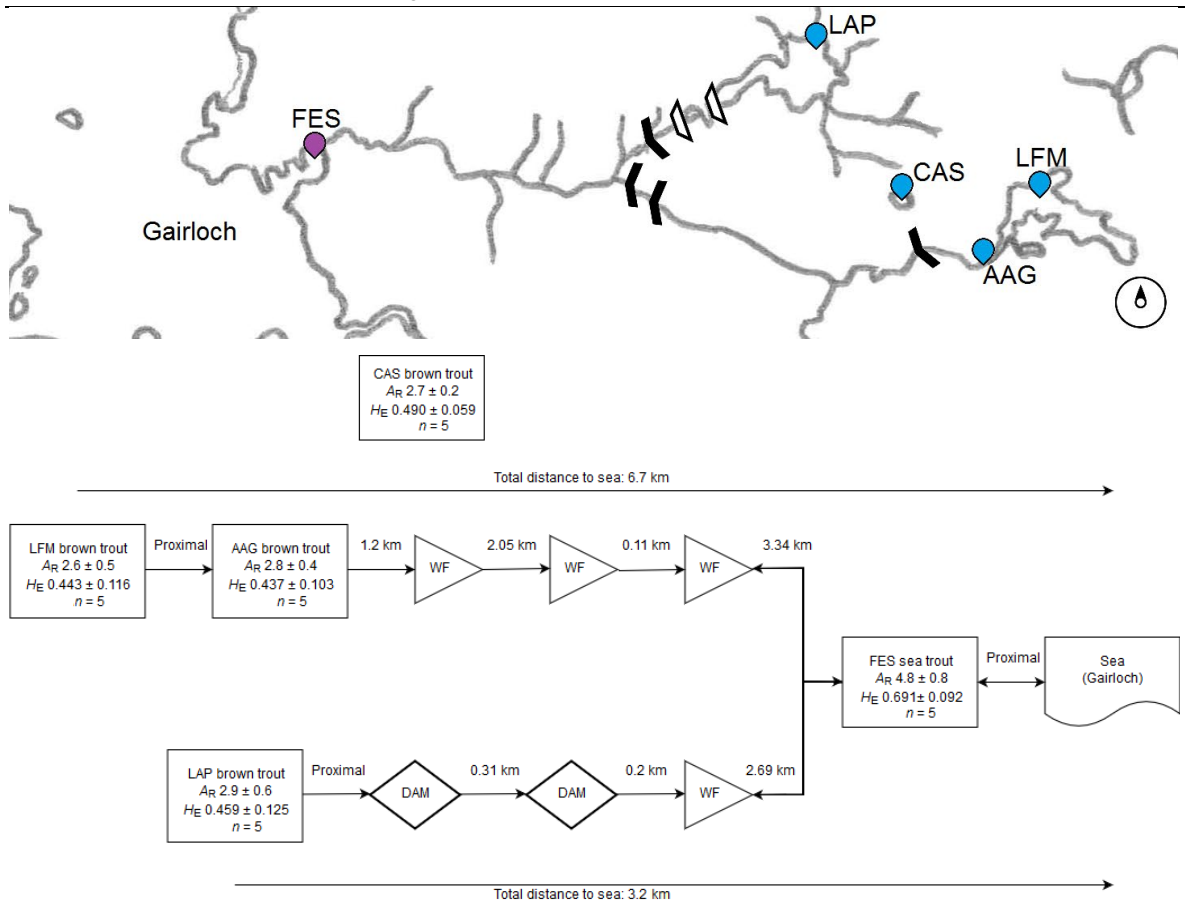 LAP
FES
CAS
LFM
Gairloch
AAG
CAS brown trout
AR 2.7 ± 0.2
HE 0.490 ± 0.059
n = 5
Total distance to sea: 6.7 km
LFM brown trout
AR 2.6 ± 0.5
HE 0.443 ± 0.116
n = 5
Proximal
AAG brown trout
AR 2.8 ± 0.4
HE 0.437 ± 0.103
n = 5
1.2 km
WF
2.05 km
WF
0.11 km
WF
3.34 km
FES sea trout
AR 4.8 ± 0.8
HE 0.691± 0.092
n = 5
Proximal
Sea
(Gairloch)
LAP brown trout
AR 2.9 ± 0.6
HE 0.459 ± 0.125
n = 5
Proximal
DAM
0.31 km
DAM
0.2 km
WF
2.69 km
Total distance to sea: 3.2 km